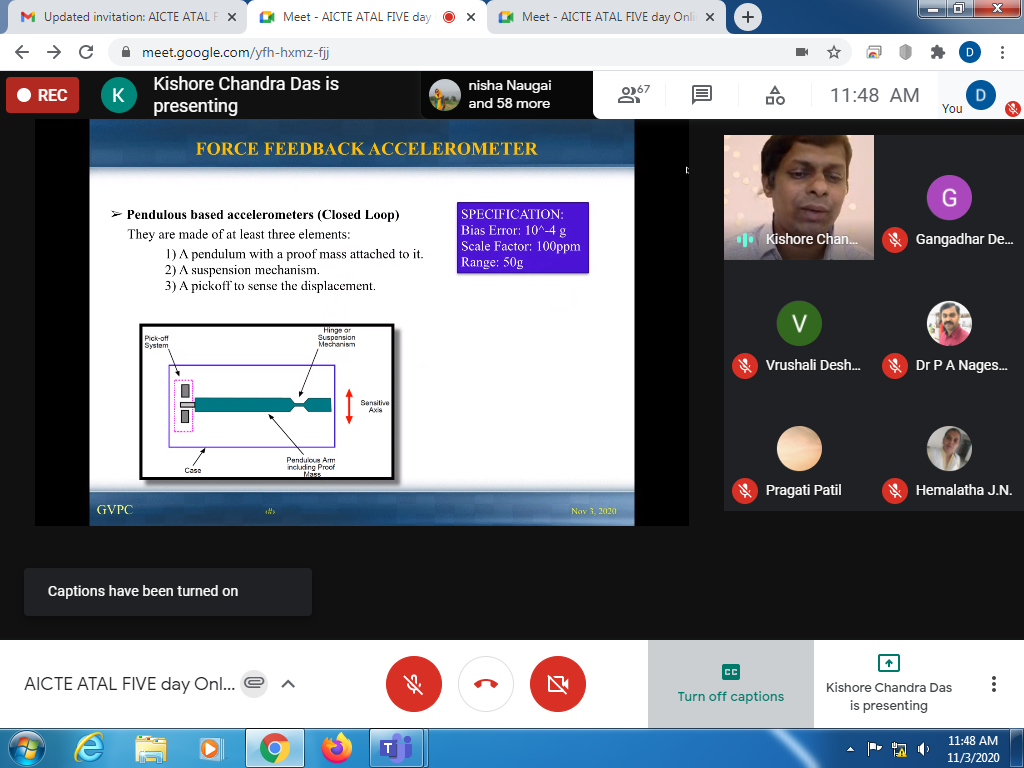 Updated invitation: AICTE ATAL F
Meet - AICTE ATAL FIVE day
Meet - AICTE ATAL FIVE day Onli
meet.google.com/yfh-hxmz-fjj
D
REC
K
Kishore Chandra Das is
presenting
nisha Naugai
and 58 more
67
11:48 AM
You
D
FORCE FEEDBACK ACCELEROMETER
➢ Pendulous based accelerometers (Closed Loop)
They are made of at least three elements:
1) A pendulum with a proof mass attached to it.
2) A suspension mechanism.
3) A pickoff to sense the displacement.
SPECIFICATION:
Bias Error: 10^-4 g
Scale Factor: 100ppm
Range: 50g
Pick-off
System
Hinge or
Suspension
Mechanism
Sensitive
Axis
Case
Pendulous Arm
including Proof
Mass
GVPC
‹#›
Nov 3, 2020
Kishore Chan...
G
Gangadhar De...
V
Vrushali Desh...
Dr P A Nages...
Pragati Patil
Hemalatha J.N.
Captions have been turned on
AICTE ATAL FIVE day Onl...
CC
Turn off captions
Kishore Chandra Das
is presenting
T
11:48 AM
11/3/2020